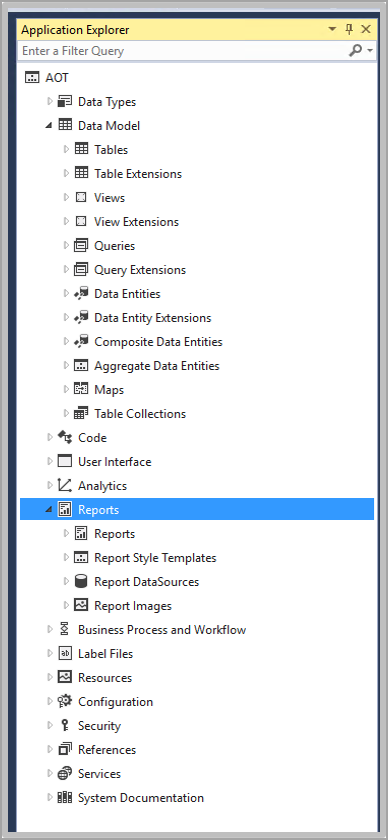 Application Explorer
Enter a Filter Query
AOT
Data Types
Data Model
Tables
Table Extensions
Views
View Extensions
Queries
Query Extensions
Data Entities
Data Entity Extensions
Composite Data Entities
Aggregate Data Entities
Maps
Table Collections
Code
User Interface
Analytics
Reports
Reports
Report Style Templates
Report DataSources
Report Images
Business Process and Workflow
Label Files
Resources
Configuration
Security
References
Services
System Documentation